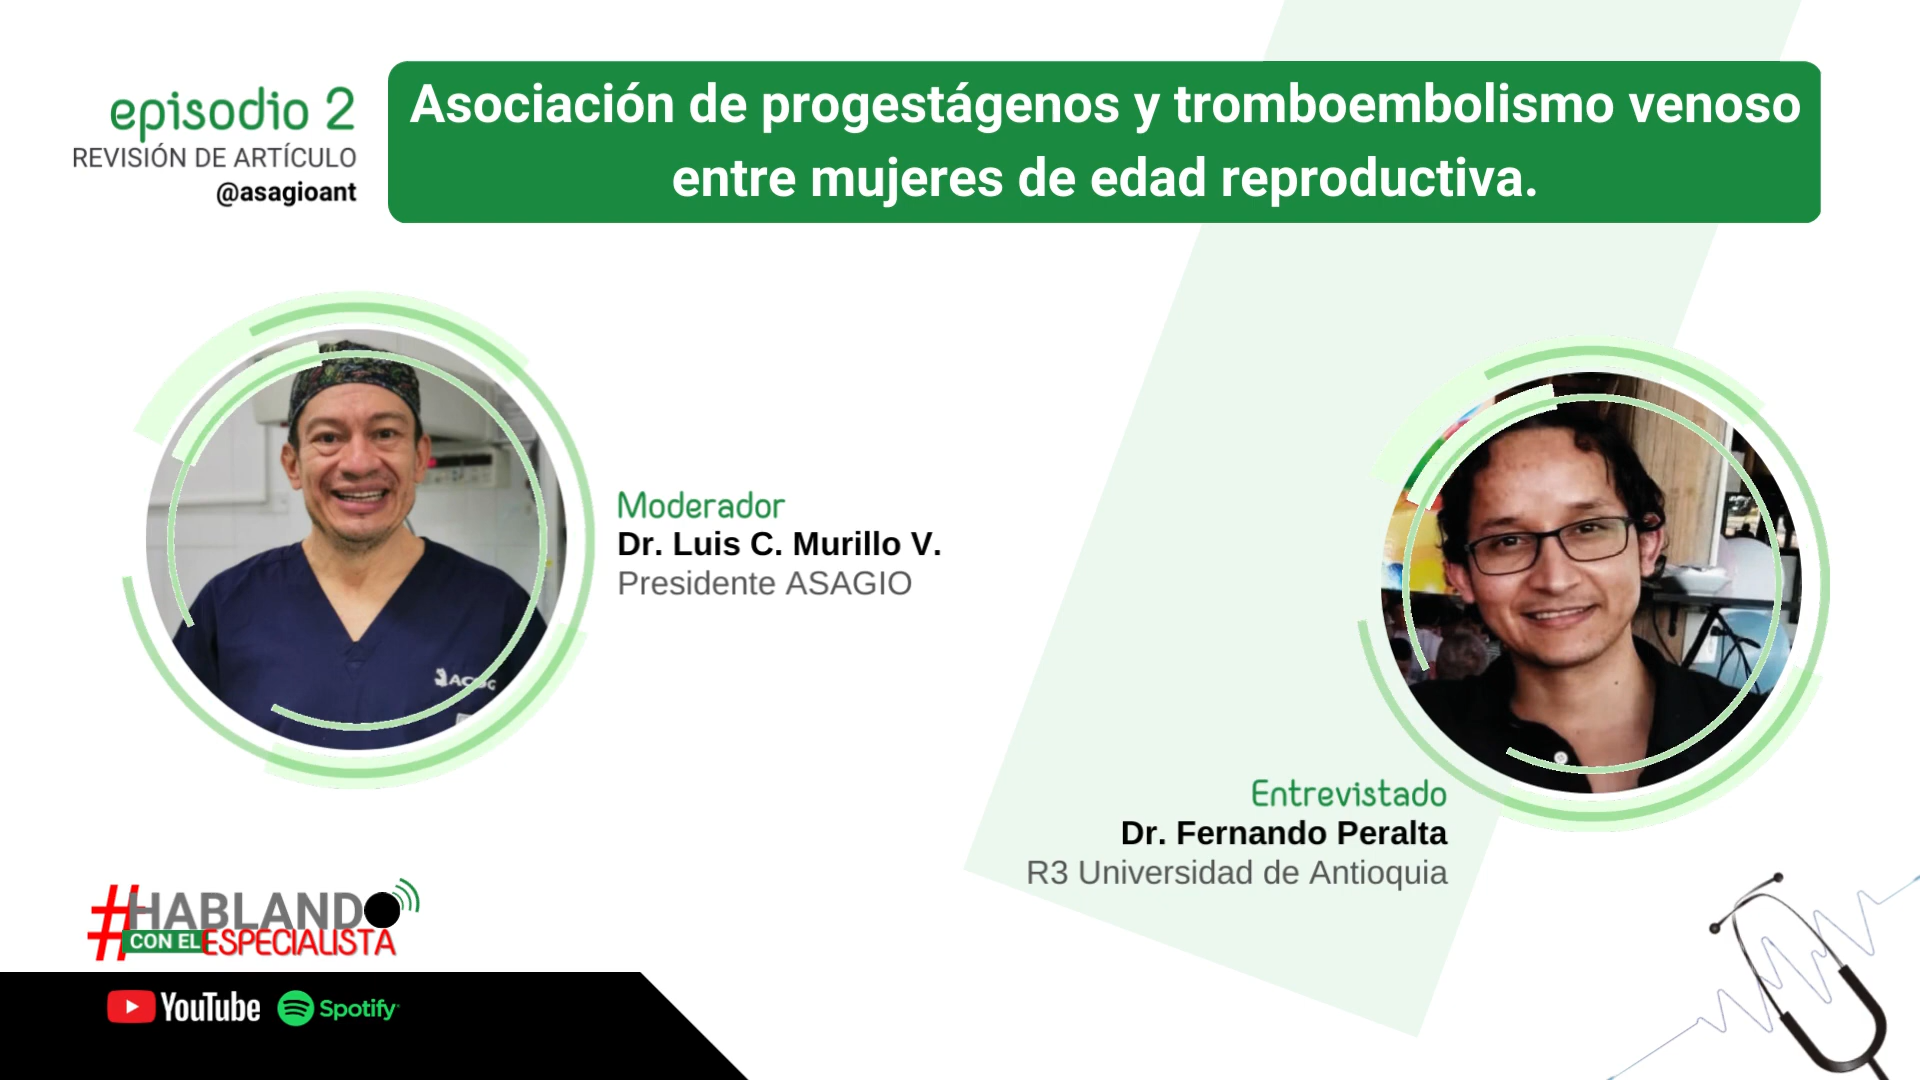 episodio 2
REVISIÓN DE ARTÍCULO
@asagioant
Asociación de progestágenos y tromboembolismo venoso
entre mujeres de edad reproductiva.
Moderador
Dr. Luis C. Murillo V.
Presidente ASAGIO
Entrevistado
Dr. Fernando Peralta
R3 Universidad de Antioquia
#HABLANDO
CON EL ESPECIALISTA
YouTube Spotify